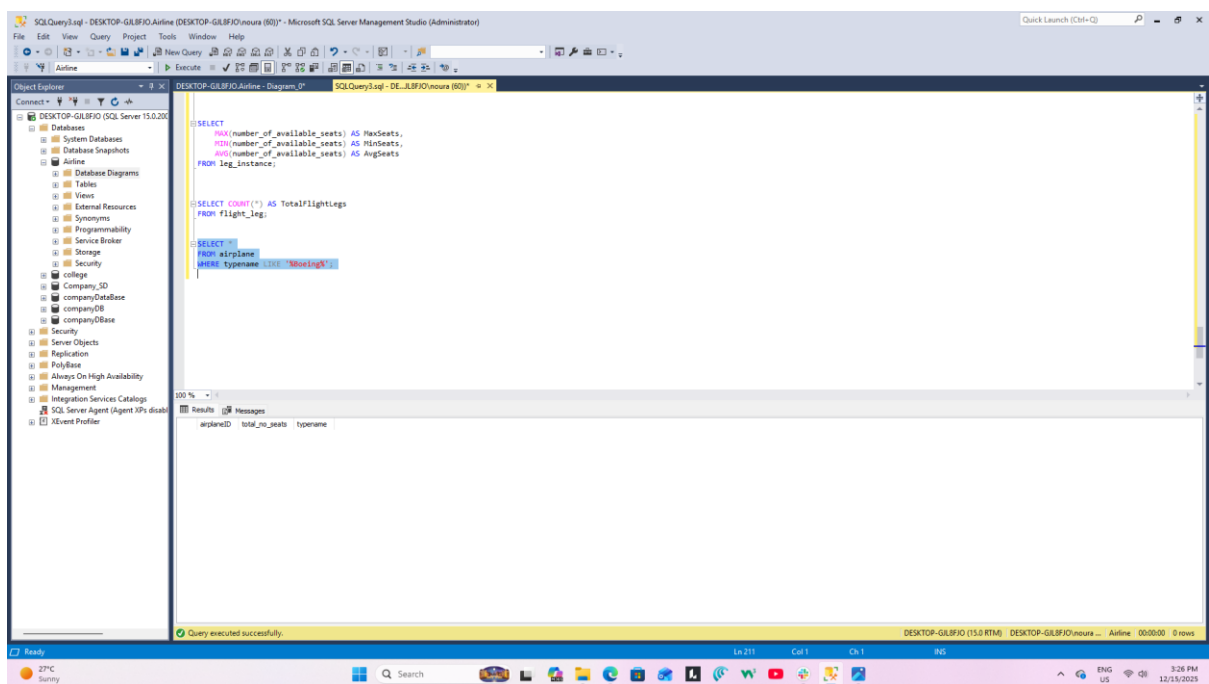 SQLQuery3.sql - DESKTOP-GJL8FJO.Airline (DESKTOP-GJL8FJO\noura (60))* - Microsoft SQL Server Management Studio (Administrator)
Quick Launch (Ctrl+Q)
File Edit View Query Project Tools Window Help
New Query
Airline
Execute
Object Explorer
DESKTOP-GJL8FJO.Airline - Diagram_0*
SQLQuery3.sql - DE...JL8FJO\noura (60))*
Connect
DESKTOP-GJL8FJO (SQL Server 15.0.200
Databases
System Databases
Database Snapshots
Airline
Database Diagrams
Tables
Views
External Resources
Synonyms
Programmability
Service Broker
Storage
Security
college
Company_SD
companyDataBase
companyDB
companyDBase
Security
Server Objects
Replication
PolyBase
Always On High Availability
Management
Integration Services Catalogs
SQL Server Agent (Agent XPs disabl
XEvent Profiler
SELECT
MAX(number_of_available_seats) AS MaxSeats,
MIN(number_of_available_seats) AS MinSeats,
AVG(number_of_available_seats) AS AvgSeats
FROM leg_instance;
SELECT COUNT(*) AS TotalFlightLegs
FROM flight_leg;
SELECT *
FROM airplane
WHERE typename LIKE '%Boeing%';
100 %
Results Messages
airplaneID total_no_seats typename
Query executed successfully.
DESKTOP-GJL8FJO (15.0 RTM) DESKTOP-GJL8FJO\noura ... Airline 00:00:00 0 rows
Ready
Ln 211 Col 1 Ch 1 INS
27°C
Sunny
Search
ENG
US
3:26 PM
12/15/2025